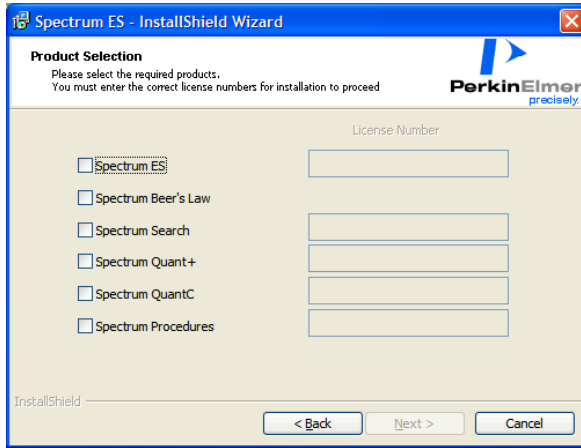 Spectrum ES - InstallShield Wizard
Product Selection
Please select the required products.
You must enter the correct license numbers for installation to proceed
PerkinElmer
precisely.
License Number
Spectrum ES
Spectrum Beer's Law
Spectrum Search
Spectrum Quant+
Spectrum QuantC
Spectrum Procedures
InstallShield
< Back
Next >
Cancel